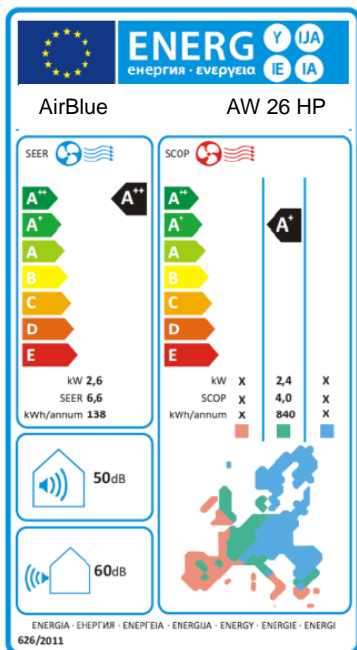 ENERG Y IJA
енергия · ενεργεια IE IA
AirBlue AW 26 HP
SEER SCOP
A++ A++ A++
A+ A+ A+
A A
B B
C C
D D
E E
kW 2,6 kW X 2,4 X
SEER 6,6 SCOP X 4,0 X
kWh/annum 138 kWh/annum X 840 X
50dB
60dB
ENERGIA · ЕНЕРГИЯ · ΕΝΕΡΓΕΙΑ · ENERGIJA · ENERGY · ENERGIE · ENERGI
626/2011